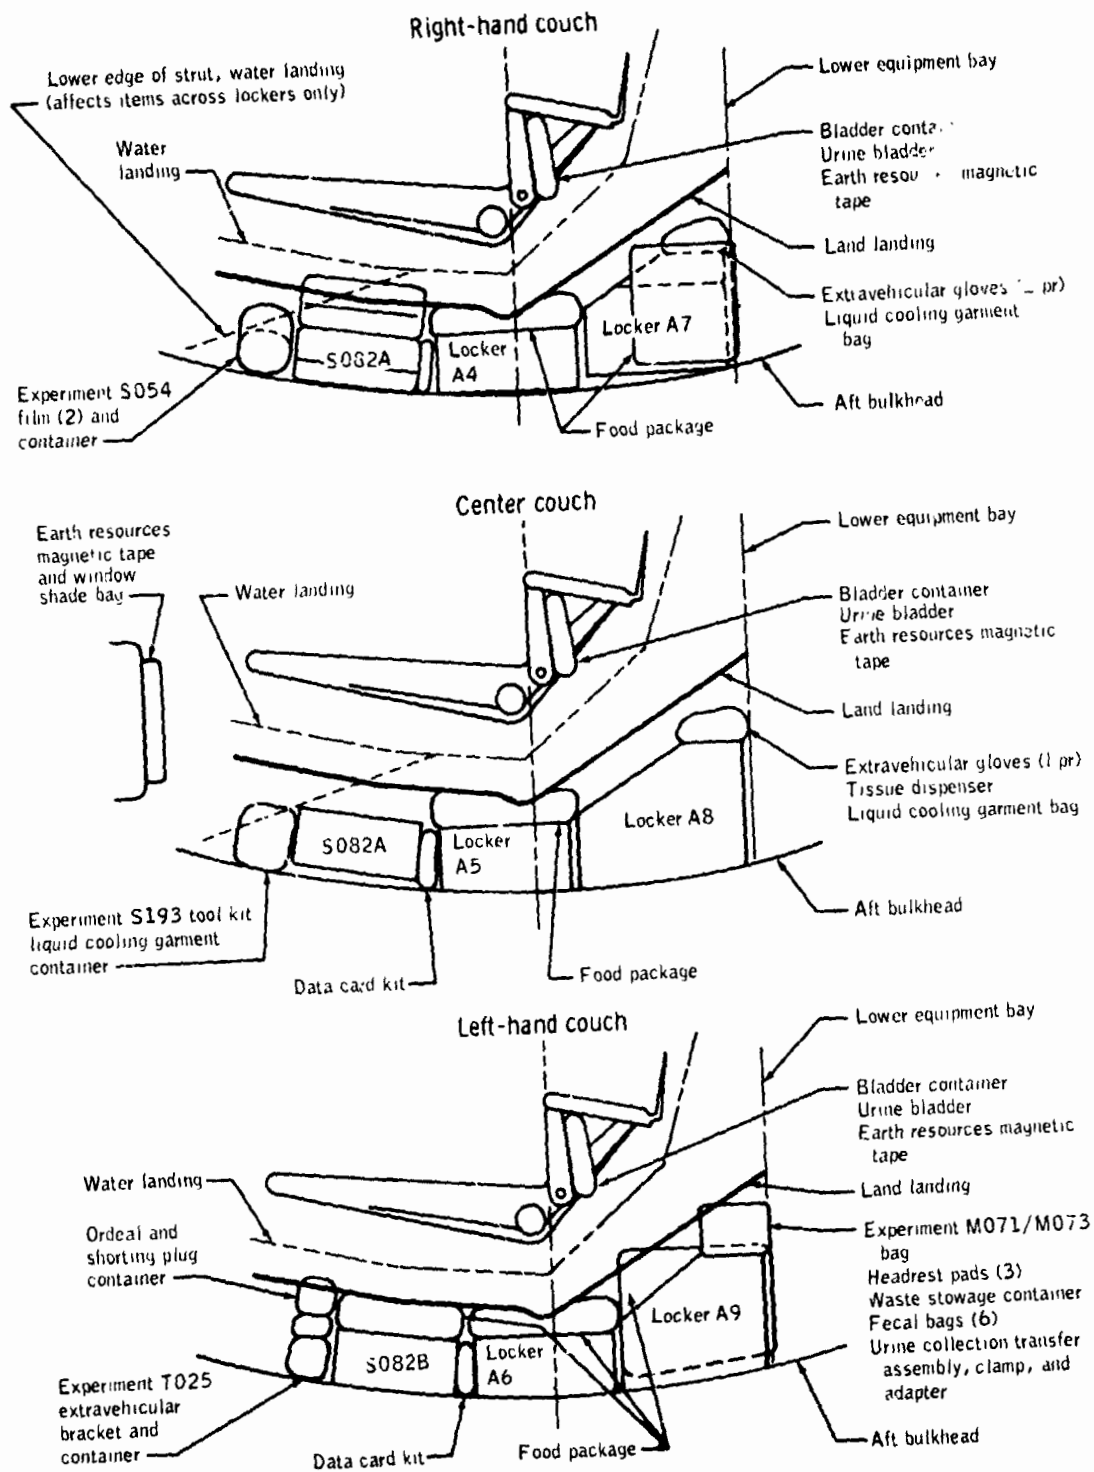 Right-hand couch
Lower edge of strut, water landing
(affects items across lockers only)
Water
landing
Lower equipment bay
Bladder
Urine bladder
Earth magnetic
tape
Land landing
Extravehicular gloves pr)
Liquid cooling garment
bag
Locker A7
S082A
Locker
A4
Experiment S054
film (2) and
container
Food package
Aft bulkhead
Center couch
Earth resources
magnetic tape
and window
shade bay
Water landing
Lower equipment bay
Bladder container
Urine bladder
Earth resources magnetic
tape
Land landing
Extravehicular gloves (1 pr)
Tissue dispenser
Liquid cooling garment bag
Locker A8
S082A
Locker
A5
Experiment S193 tool kit
liquid cooling garment
container
Data card kit
Food package
Aft bulkhead
Left-hand couch
Lower equipment bay
Bladder container
Urine bladder
Earth resources magnetic
tape
Water landing
Land landing
Ordeal and
shorting plug
container
Experiment M071/M073
bag
Headrest pads (3)
Waste stowage container
Fecal bags (6)
Urine collection transfer
assembly, clamp, and
adapter
Locker A9
S082B
Locker
A6
Experiment T025
extravehicular
bracket and
container
Data card kit
Food package
Aft bulkhead